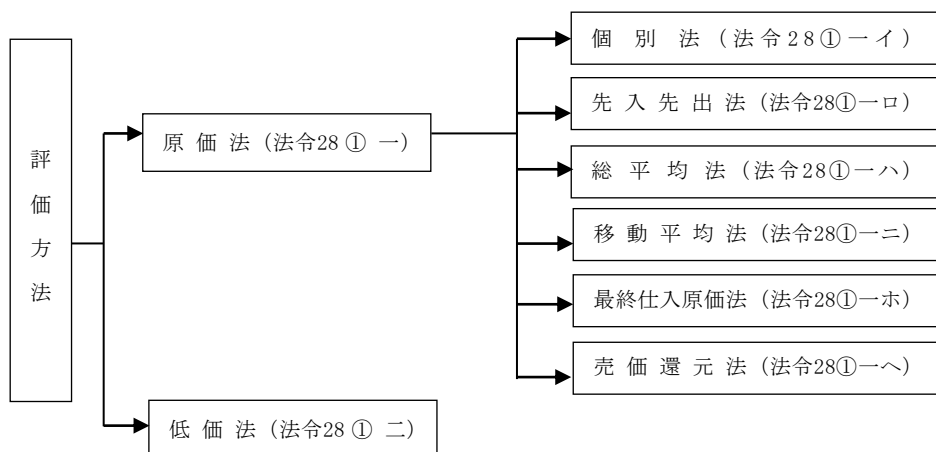 評価方法
原価法（法令28①一）
低価法（法令28①二）
個別法（法令28①一イ）
先入先出法（法令28①一ロ）
総平均法（法令28①一ハ）
移動平均法（法令28①一ニ）
最終仕入原価法（法令28①一ホ）
売価還元法（法令28①一ヘ）